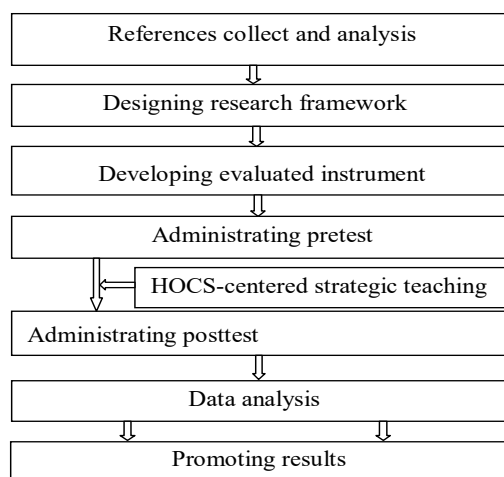 References collect and analysis
Designing research framework
Developing evaluated instrument
Administrating pretest
HOCS-centered strategic teaching
Administrating posttest
Data analysis
Promoting results